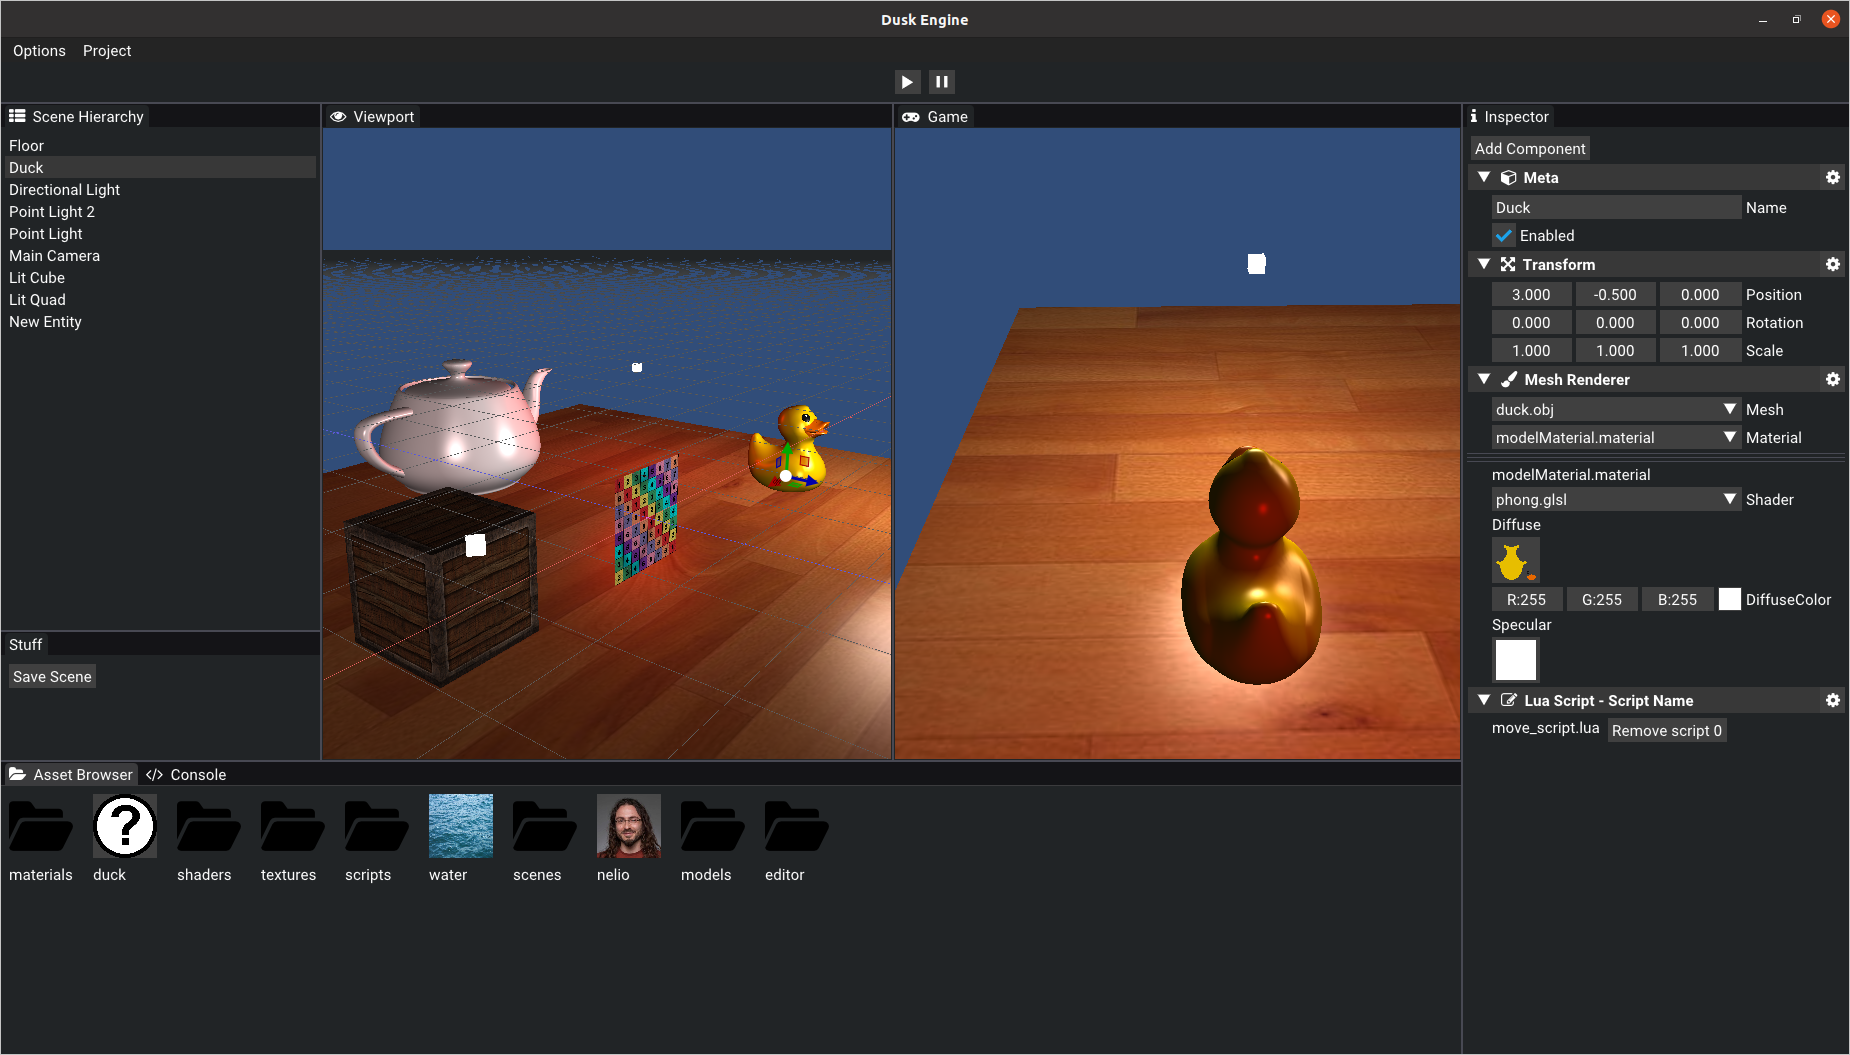 Dusk Engine
Options Project
Scene Hierarchy
Floor
Duck
Directional Light
Point Light 2
Point Light
Main Camera
Lit Cube
Lit Quad
New Entity
Stuff
Save Scene
Viewport
Game
Inspector
Add Component
Meta
Duck Name
Enabled
Transform
3.000 -0.500 0.000 Position
0.000 0.000 0.000 Rotation
1.000 1.000 1.000 Scale
Mesh Renderer
duck.obj Mesh
modelMaterial.material Material
modelMaterial.material
phong.glsl Shader
Diffuse
R:255 G:255 B:255 DiffuseColor
Specular
Lua Script - Script Name
move_script.lua Remove script 0
Asset Browser </> Console
?
materials duck shaders textures scripts water scenes nelio models editor